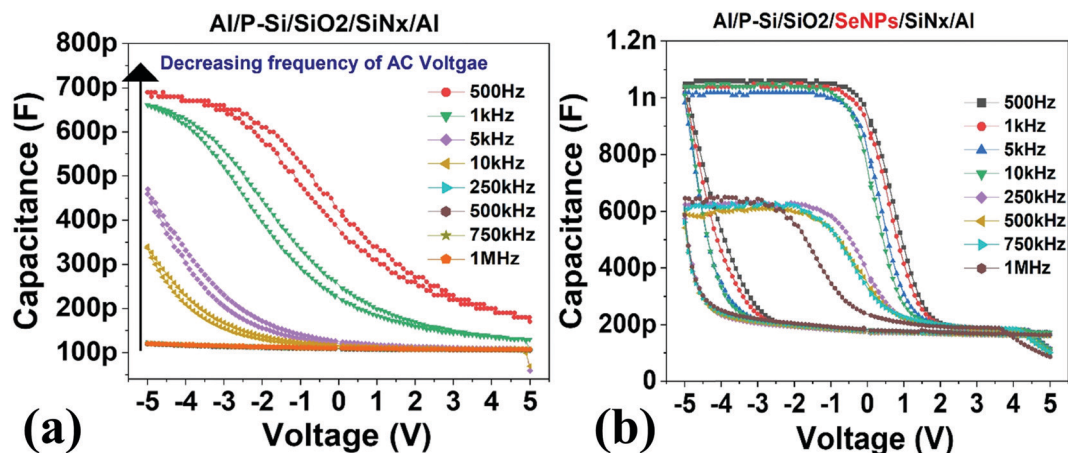 Al/P-Si/SiO2/SiNx/Al
800p
700p
600p
500p
400p
300p
200p
100p
Capacitance (F)
Decreasing frequency of AC Voltgae
500Hz
1kHz
5kHz
10kHz
250kHz
500kHz
750kHz
1MHz
-5 -4 -3 -2 -1 0 1 2 3 4 5
Voltage (V)
(a)
Al/P-Si/SiO2/SeNPs/SiNx/Al
1.2n
1n
800p
600p
400p
200p
0
Capacitance (F)
500Hz
1kHz
5kHz
10kHz
250kHz
500kHz
750kHz
1MHz
-5 -4 -3 -2 -1 0 1 2 3 4 5
Voltage (V)
(b)